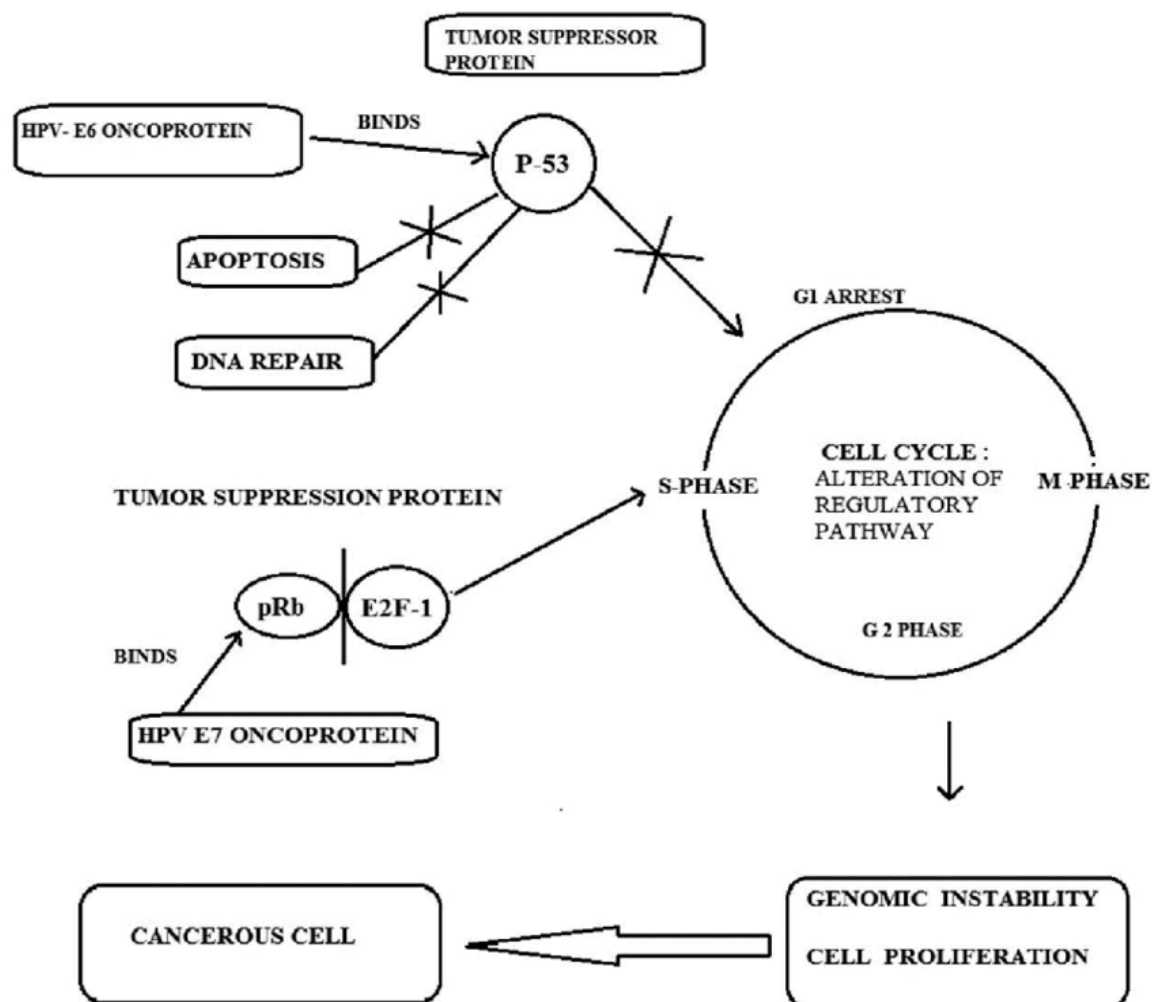 TUMOR SUPPRESSOR
PROTEIN
HPV- E6 ONCOPROTEIN
BINDS
P-53
APOPTOSIS
DNA REPAIR
G1 ARREST
CELL CYCLE :
ALTERATION OF
REGULATORY
PATHWAY
S-PHASE
M -PHASE
G 2 PHASE
TUMOR SUPPRESSION PROTEIN
pRb
E2F-1
BINDS
HPV E7 ONCOPROTEIN
GENOMIC INSTABILITY
CELL PROLIFERATION
CANCEROUS CELL